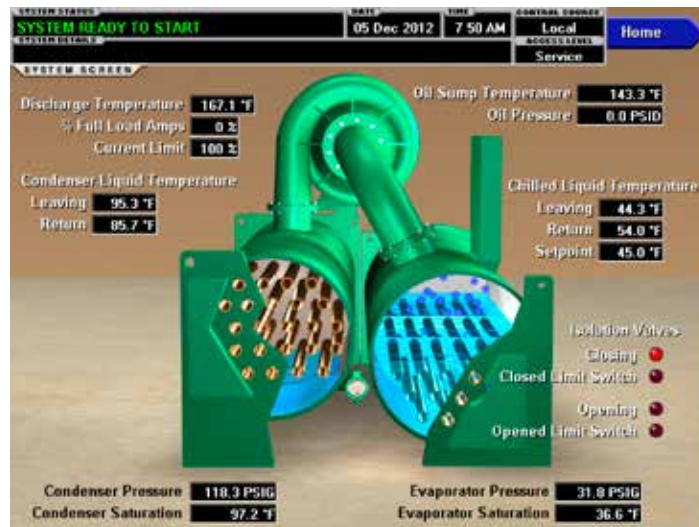 SYSTEM STATUS
SYSTEM READY TO START
DATE
05 Dec 2012
TIME
7 50 AM
CONTROL SOURCE
Local
Home
SYSTEM DETAILS
ACCESS LEVEL
Service
SYSTEM SCREEN
Discharge Temperature 167.1 °F
% Full Load Amps 0 %
Current Limit 100 %
Oil Sump Temperature 143.3 °F
Oil Pressure 0.0 PSID
Condenser Liquid Temperature
Leaving 95.3 °F
Return 85.7 °F
Chilled Liquid Temperature
Leaving 44.3 °F
Return 54.0 °F
Setpoint 45.0 °F
Isolation Valves
Closing
Closed Limit Switch
Opening
Opened Limit Switch
Condenser Pressure 118.3 PSIG
Condenser Saturation 97.2 °F
Evaporator Pressure 31.8 PSIG
Evaporator Saturation 36.6 °F